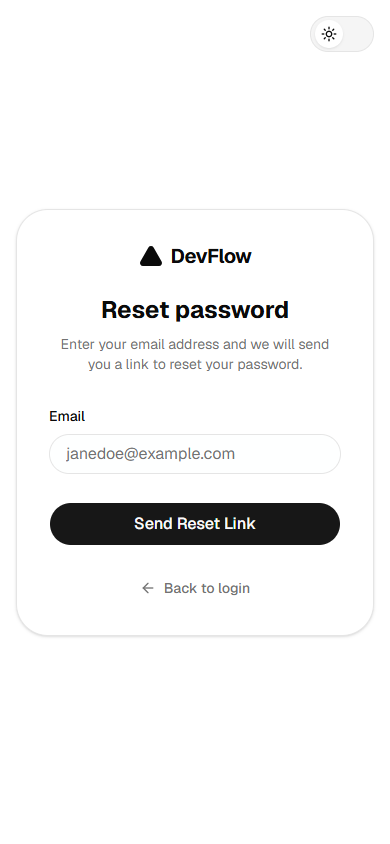 DevFlow
Reset password
Enter your email address and we will send
you a link to reset your password.
Email
janedoe@example.com
Send Reset Link
Back to login